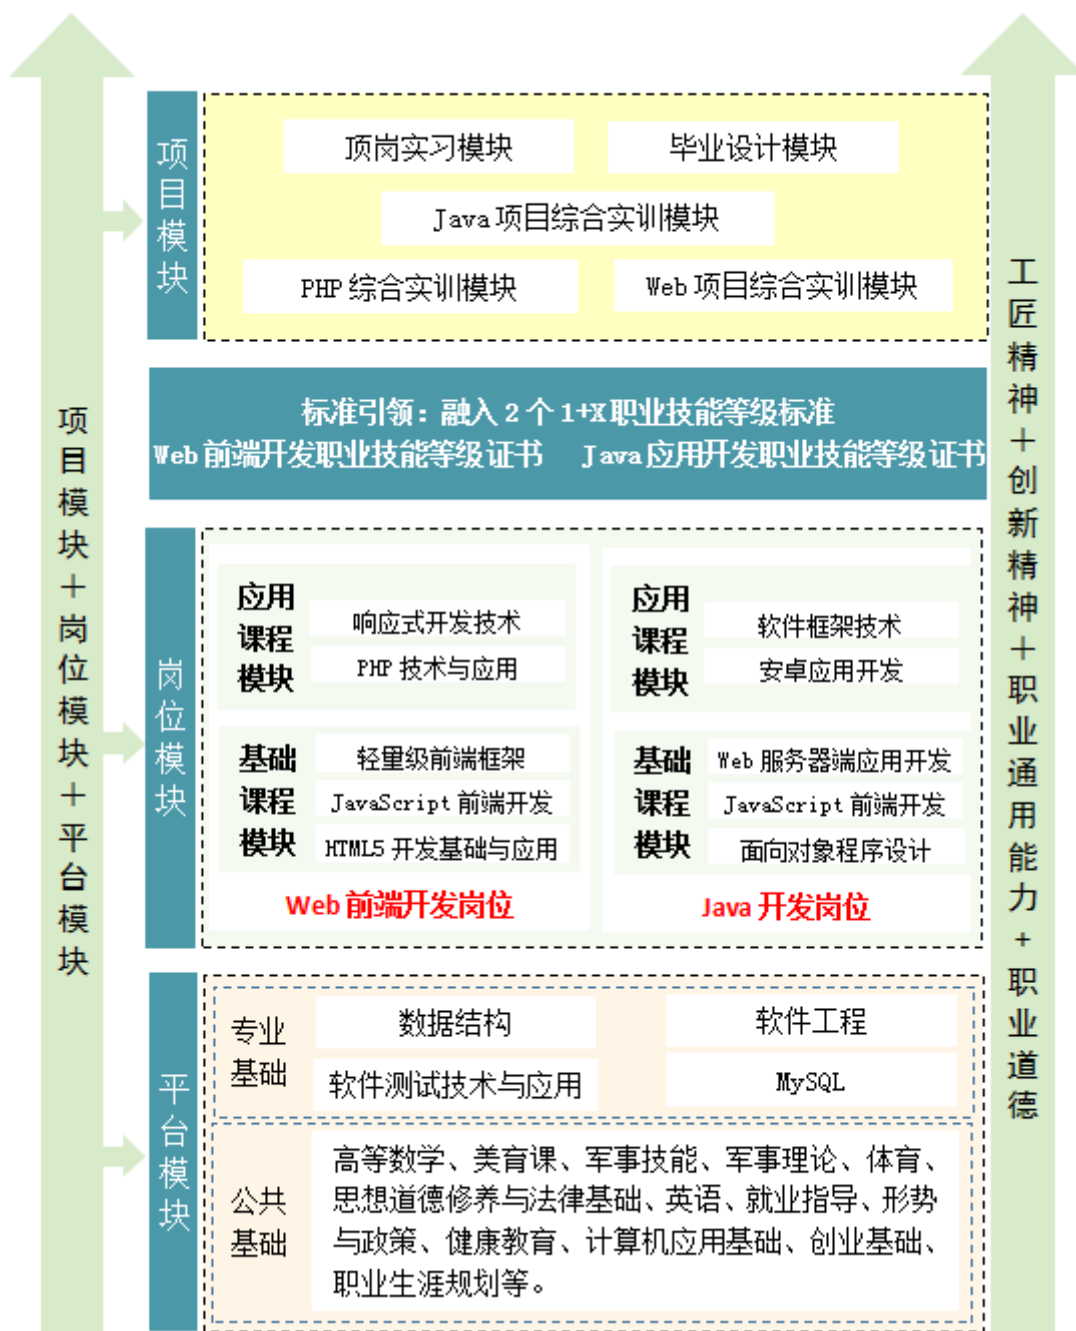 项目模块+岗位模块+平台模块
项目模块
顶岗实习模块
毕业设计模块
Java 项目综合实训模块
PHP 综合实训模块
Web 项目综合实训模块
标准引领：融入 2 个 1+X 职业技能等级标准
Web 前端开发职业技能等级证书 Java 应用开发职业技能等级证书
岗位模块
应用
课程
模块
响应式开发技术
PHP 技术与应用
基础
课程
模块
轻量级前端框架
JavaScript 前端开发
HTML5 开发基础与应用
Web 前端开发岗位
应用
课程
模块
软件框架技术
安卓应用开发
基础
课程
模块
Web 服务器端应用开发
JavaScript 前端开发
面向对象程序设计
Java 开发岗位
平台模块
专业
基础
数据结构
软件工程
软件测试技术与应用
MySQL
公共
基础
高等数学、美育课、军事技能、军事理论、体育、
思想道德修养与法律基础、英语、就业指导、形势
与政策、健康教育、计算机应用基础、创业基础、
职业生涯规划等。
工匠精神+创新精神+职业通用能力+职业道德